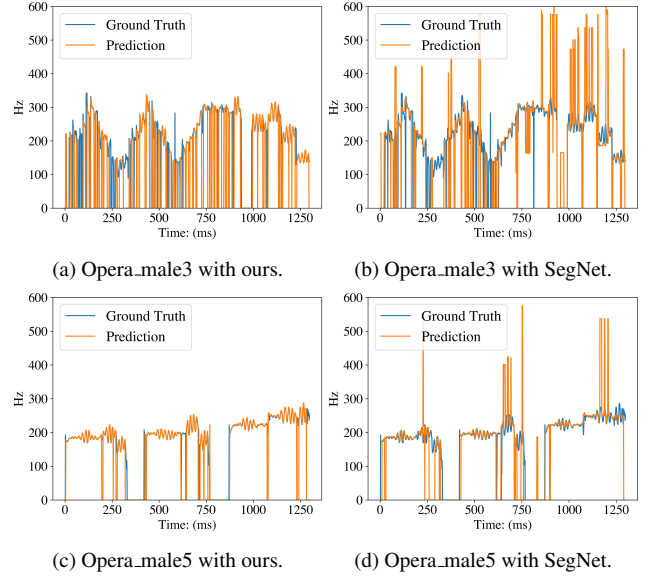 600
500
400
300
200
100
0
Hz
Ground Truth
Prediction
0 250 500 750 1000 1250
Time: (ms)
(a) Opera_male3 with ours.
600
500
400
300
200
100
0
Hz
Ground Truth
Prediction
0 250 500 750 1000 1250
Time: (ms)
(b) Opera_male3 with SegNet.
600
500
400
300
200
100
0
Hz
Ground Truth
Prediction
0 250 500 750 1000 1250
Time: (ms)
(c) Opera_male5 with ours.
600
500
400
300
200
100
0
Hz
Ground Truth
Prediction
0 250 500 750 1000 1250
Time: (ms)
(d) Opera_male5 with SegNet.